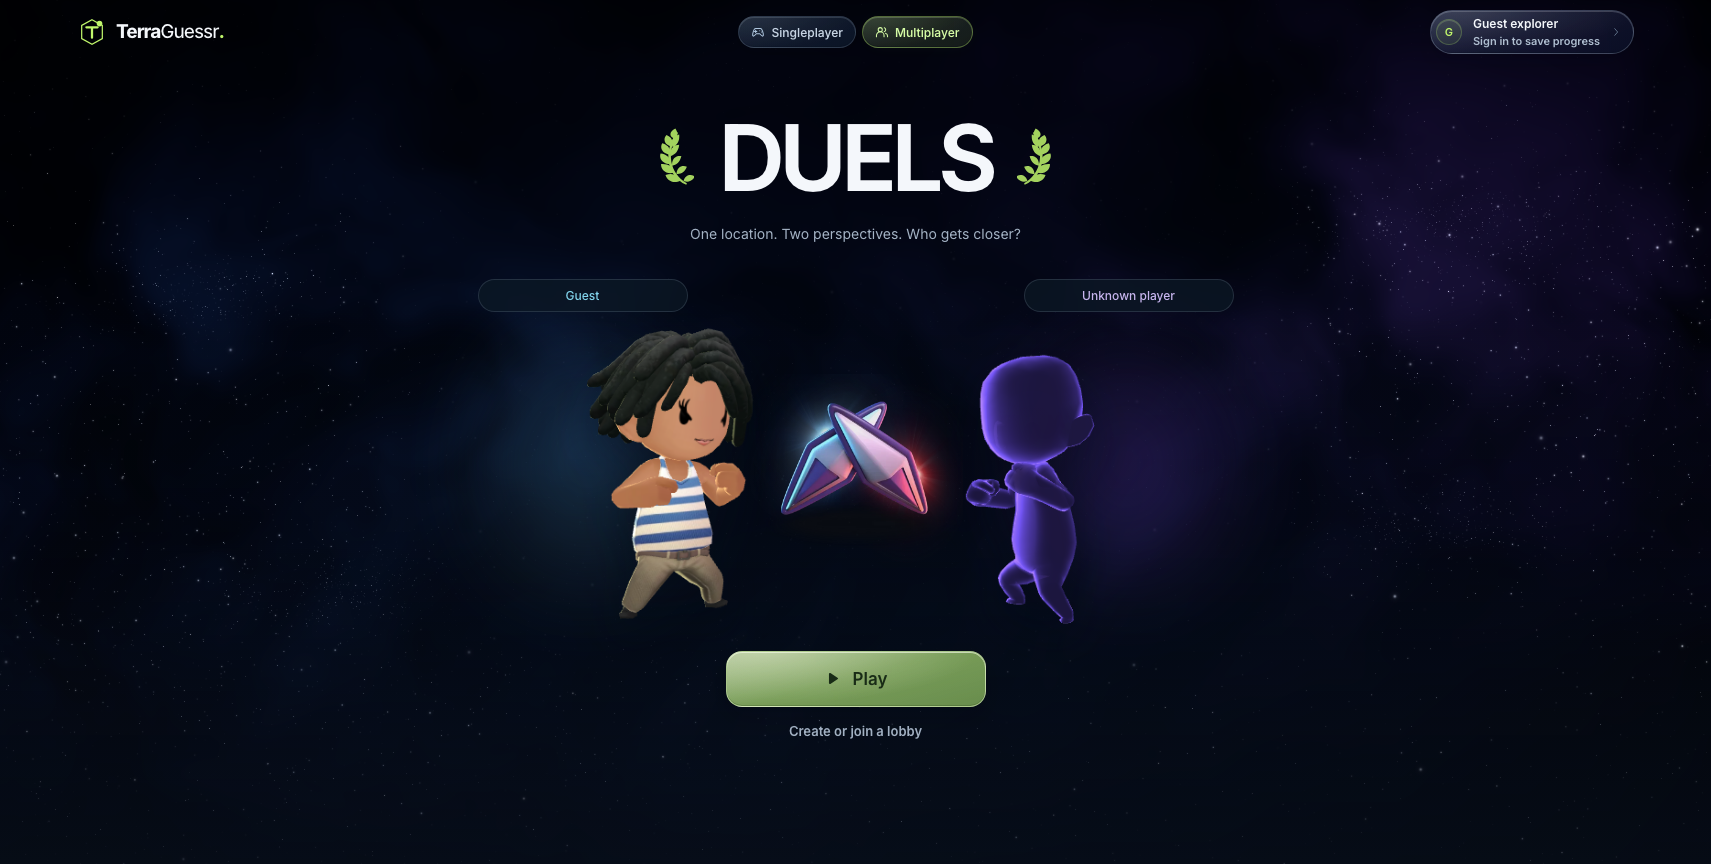 TerraGuessr.
Singleplayer
Multiplayer
G
Guest explorer
Sign in to save progress
DUELS
One location. Two perspectives. Who gets closer?
Guest
Unknown player
Play
Create or join a lobby